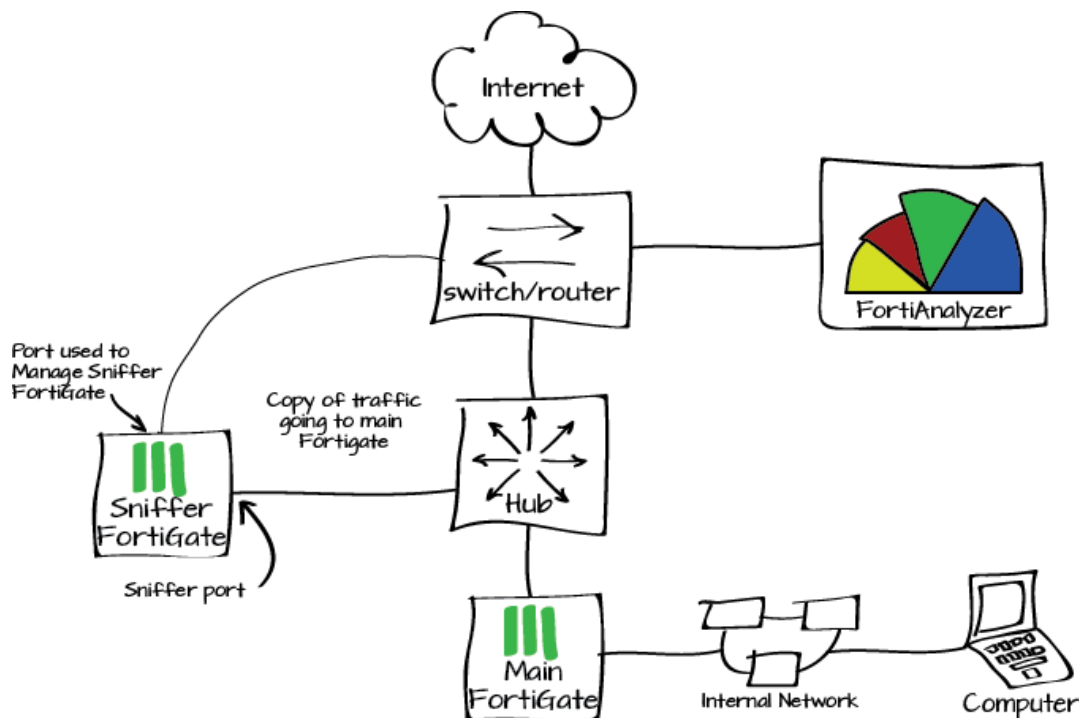 Internet
switch/router
FortiAnalyzer
Port used to
Manage Sniffer
FortiGate
Copy of traffic
going to main
Fortigate
Hub
Sniffer
FortiGate
Sniffer port
Main
FortiGate
Internal Network
Computer